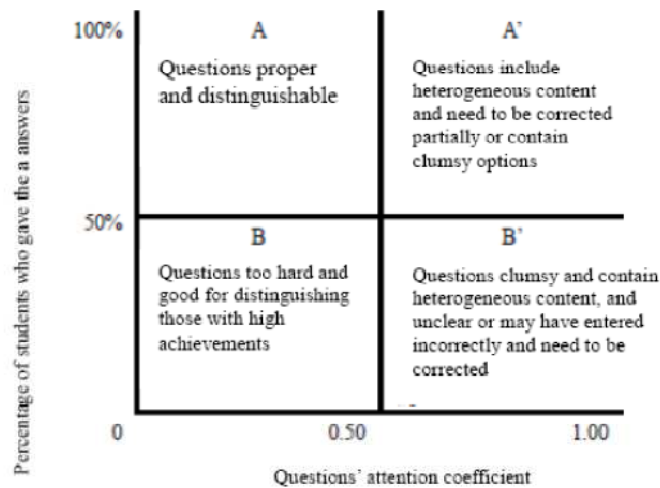 Percentage of students who gave the a answers
100%
A
Questions proper
and distinguishable
A'
Questions include
heterogeneous content
and need to be corrected
partially or contain
clumsy options
50%
B
Questions too hard and
good for distinguishing
those with high
achievements
B'
Questions clumsy and contain
heterogeneous content, and
unclear or may have entered
incorrectly and need to be
corrected
0
0.50
1.00
Questions' attention coefficient